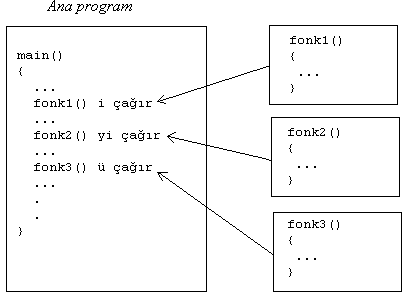 Ana program
main()
{
...
fonk1() i çağır
...
fonk2() yi çağır
...
fonk3() ü çağır
...
.
.
}
fonk1()
{
...
}
fonk2()
{
...
}
fonk3()
{
...
}